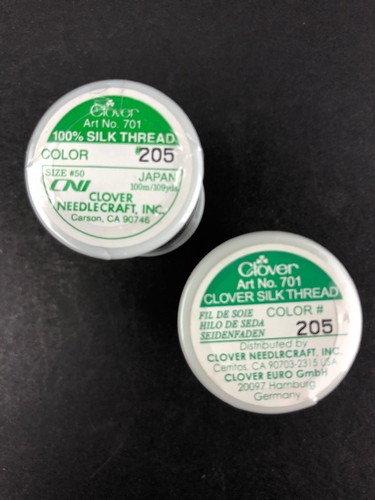 Clover
Art No. 701
100% SILK THREAD
COLOR #205
SIZE #50
JAPAN
CNI
100m/109yds.
CLOVER
NEEDLECRAFT, INC.
Carson, CA 90746
Clover
Art No. 701
CLOVER SILK THREAD
FIL DE SOIE
HILO DE SEDA
SEIDENFADEN
COLOR #
205
Distributed by
CLOVER NEEDLRCRAFT, INC.
Cerritos, CA 90703-2315 USA
CLOVER EURO GmbH
20097 Hamburg
Germany